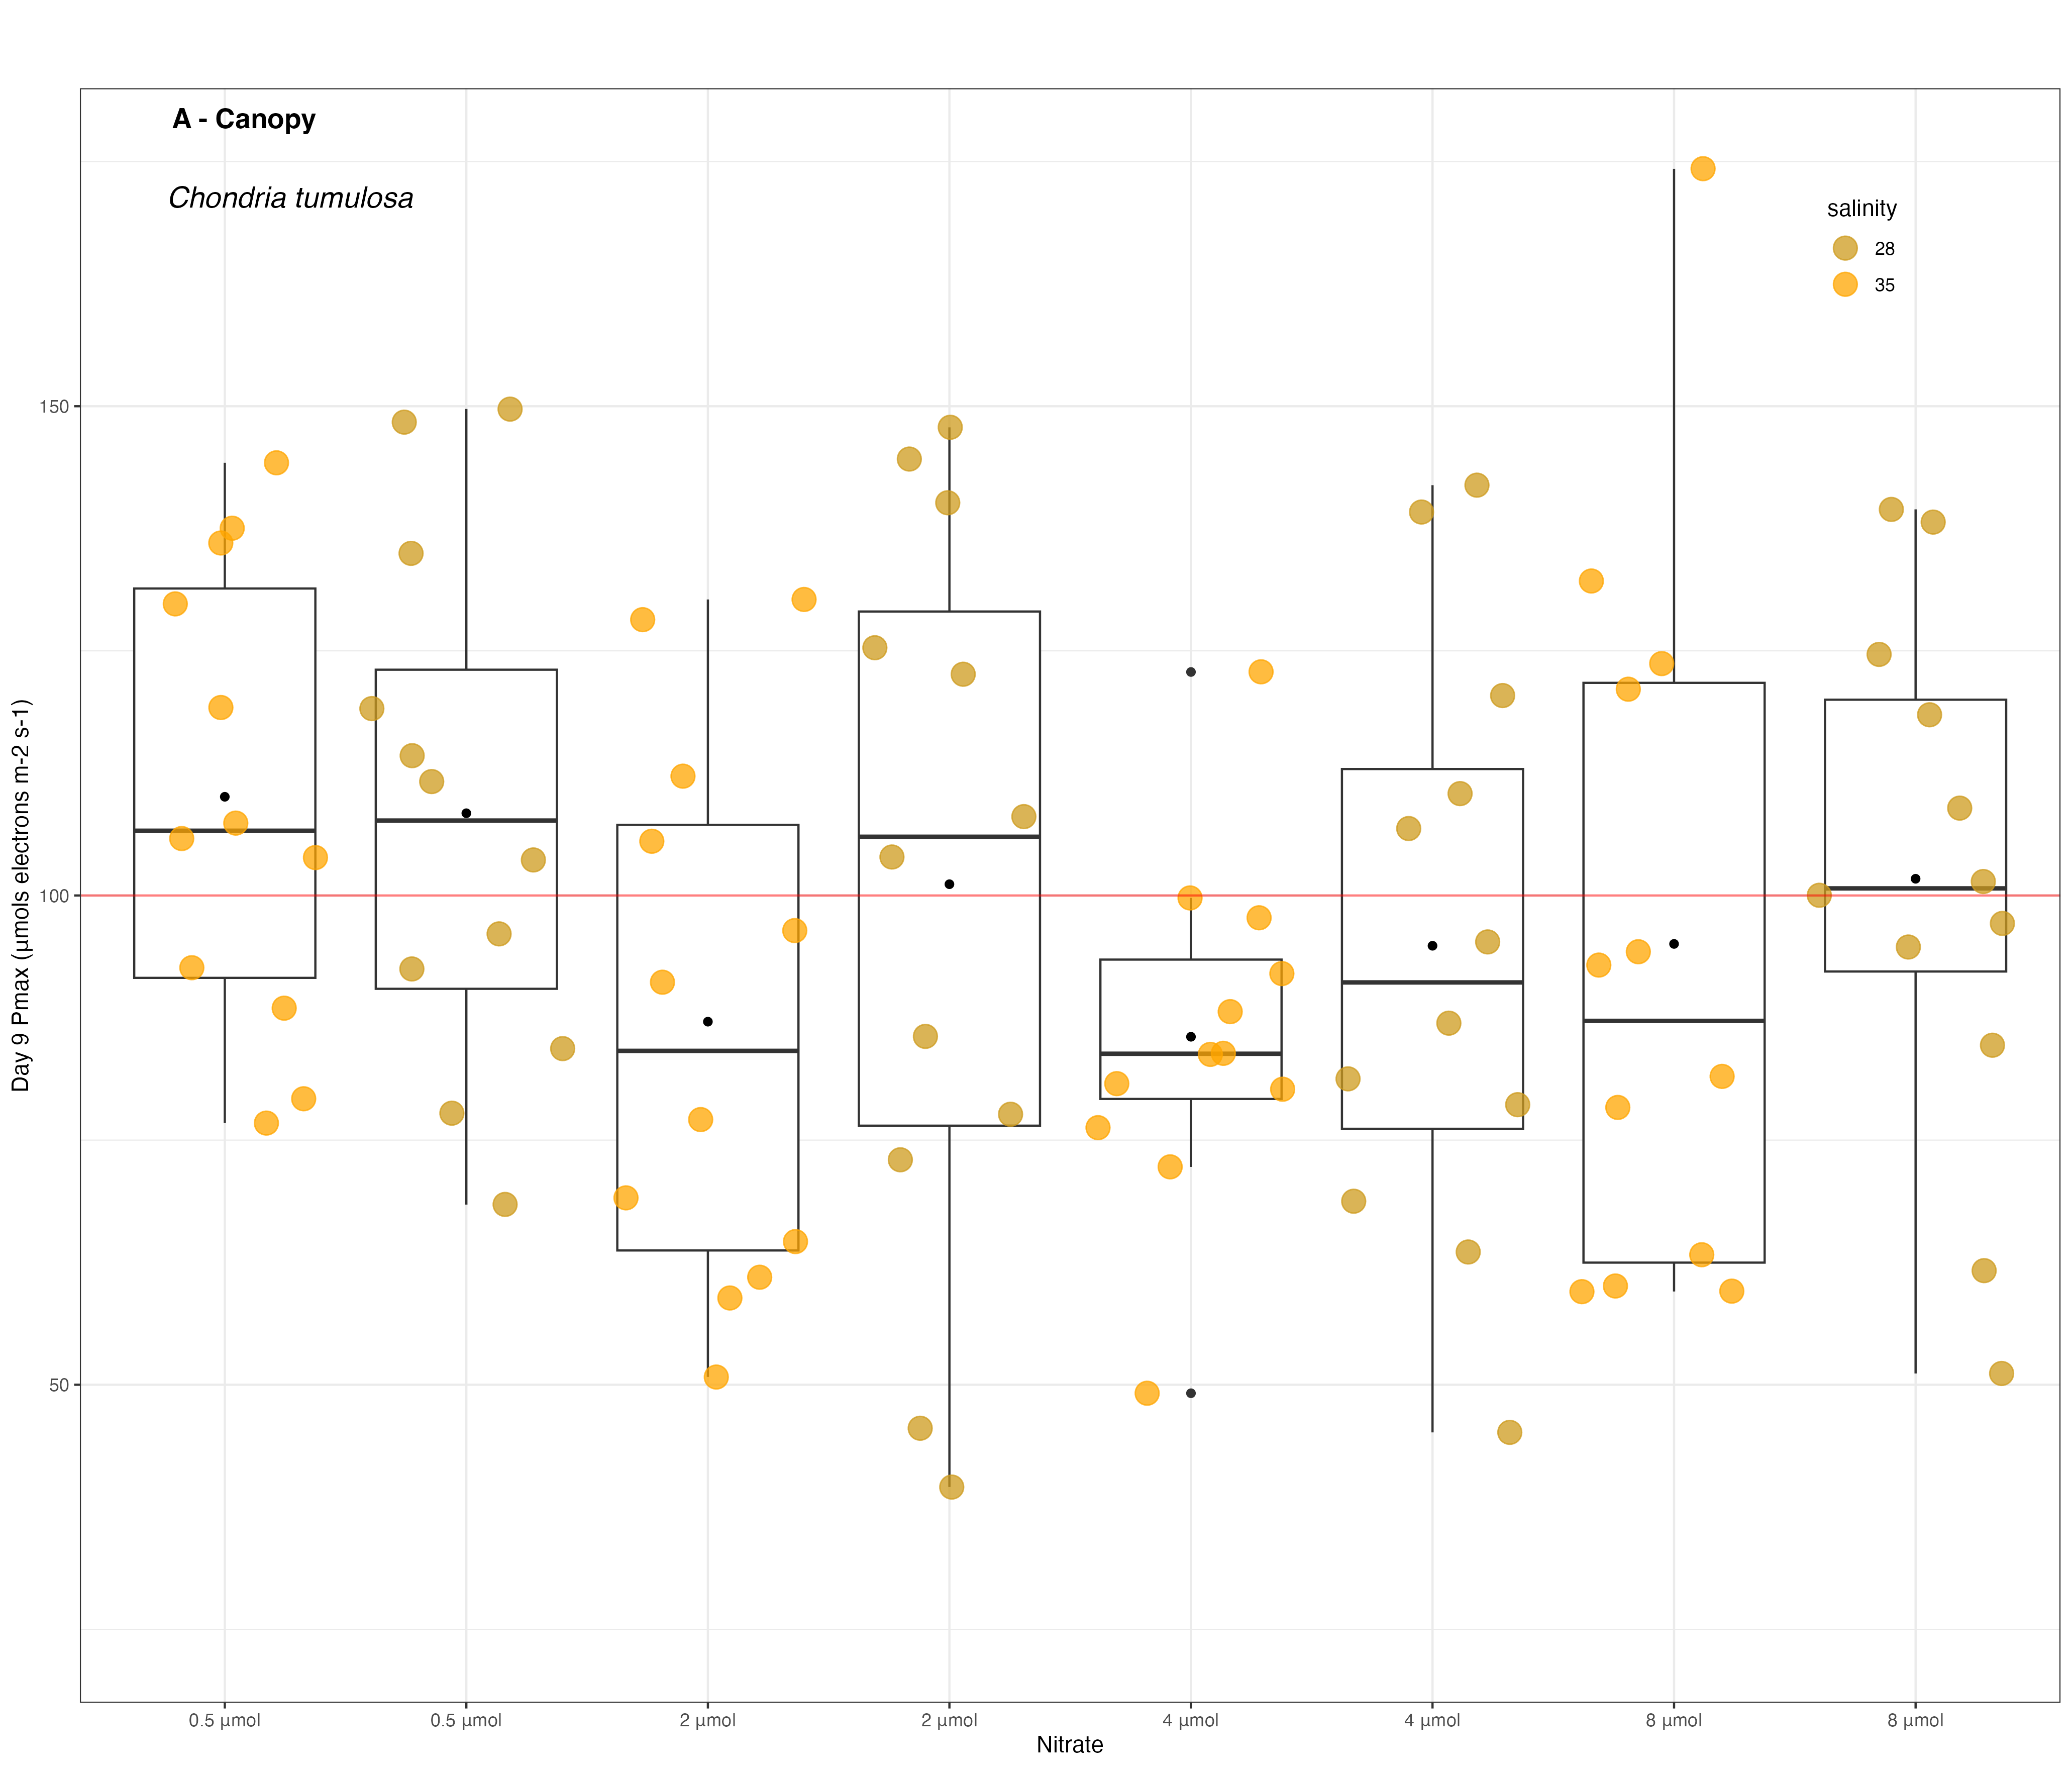 A - Canopy
Chondria tumulosa
salinity
28
35
150
100
50
Day 9 Pmax (μmols electrons m-2 s-1)
0.5 μmol
0.5 μmol
2 μmol
2 μmol
4 μmol
4 μmol
8 μmol
8 μmol
Nitrate